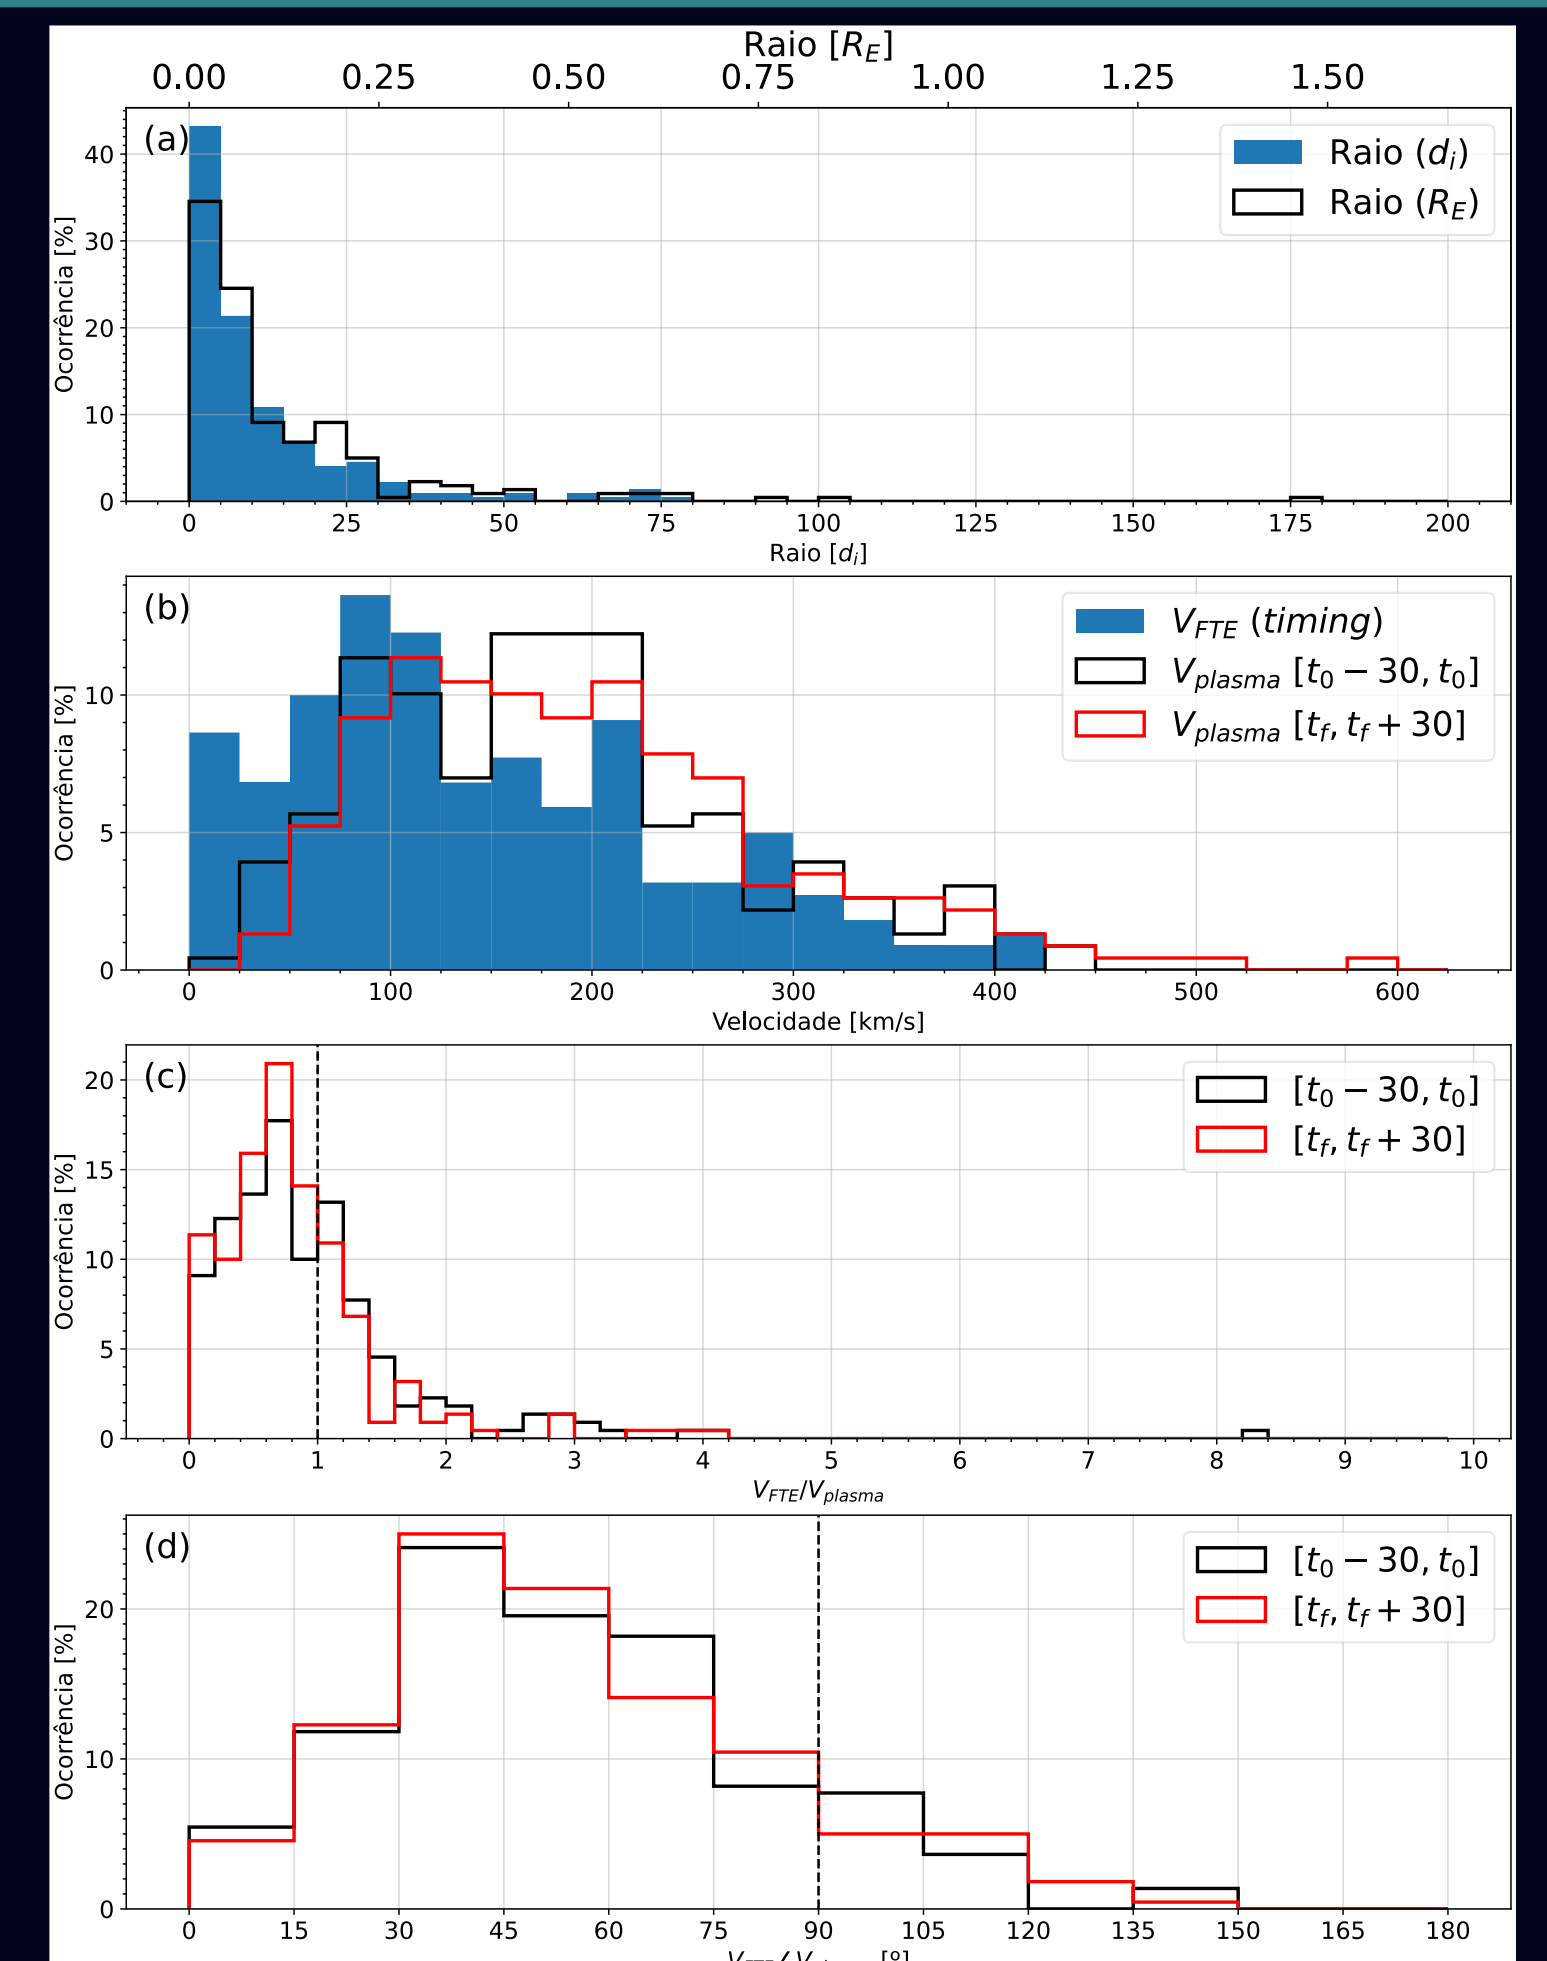 Raio [R_E]
0.00 0.25 0.50 0.75 1.00 1.25 1.50
(a)
Raio (d_i)
Raio (R_E)
Ocorrência [%]
40
30
20
10
0
0 25 50 75 100 125 150 175 200
Raio [d_i]
(b)
V_FTE (timing)
V_plasma [t_0 − 30, t_0]
V_plasma [t_f, t_f + 30]
Ocorrência [%]
10
5
0
0 100 200 300 400 500 600
Velocidade [km/s]
(c)
[t_0 − 30, t_0]
[t_f, t_f + 30]
Ocorrência [%]
20
15
10
5
0
0 1 2 3 4 5 6 7 8 9 10
V_FTE/V_plasma
(d)
[t_0 − 30, t_0]
[t_f, t_f + 30]
Ocorrência [%]
20
10
0
0 15 30 45 60 75 90 105 120 135 150 165 180
[º]